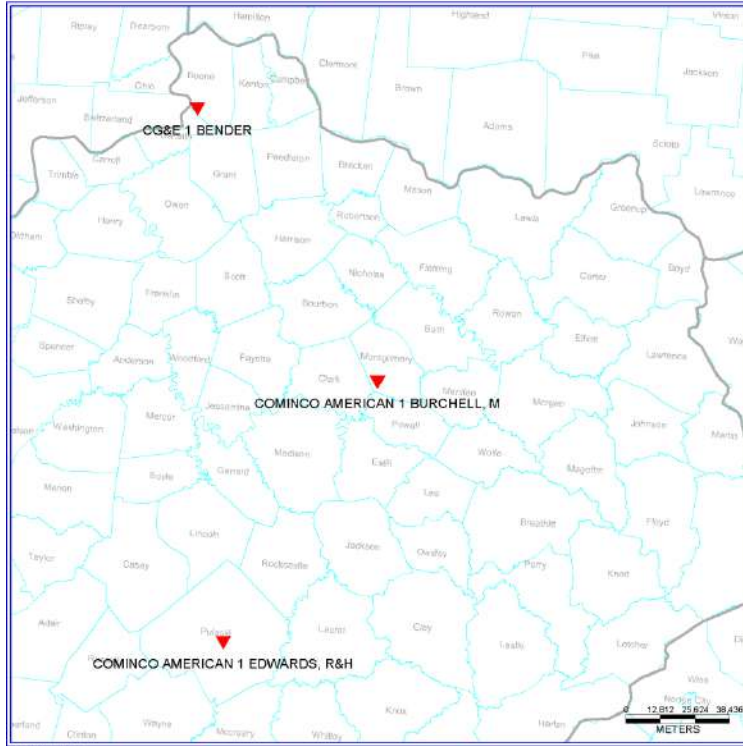 Hamilton
Highland
Ripley
Dearborn
Clermont
Pike
Jackson
Boone
Kenton
Campbell
Brown
Ohio
Jefferson
Switzerland
Adams
CG&E 1 BENDER
Scioto
Carroll
Pendleton
Bracken
Trimble
Grant
Lawrence
Mason
Owen
Greenup
Henry
Robertson
Lewis
Oldham
Harrison
Fleming
Nicholas
Boyd
Scott
Carter
Franklin
Shelby
Bourbon
Rowan
Bath
Elliott
Spencer
Fayette
Montgomery
Lawrence
Anderson
Woodford
Clark
Menifee
COMINCO AMERICAN 1 BURCHELL, M
Jessamine
Morgan
Mercer
Powell
Johnson
Washington
Martin
Madison
Wolfe
Estill
Magoffin
Boyle
Garrard
Marion
Lee
Breathitt
Floyd
Lincoln
Jackson
Owsley
Taylor
Casey
Rockcastle
Perry
Knott
Adair
Pulaski
Laurel
Clay
Leslie
Letcher
COMINCO AMERICAN 1 EDWARDS, R&H
Wise
Norton City
Knox
0 12,812 25,624 38,436
Wayne
Harlan
METERS
Clinton
McCreary
Whitley